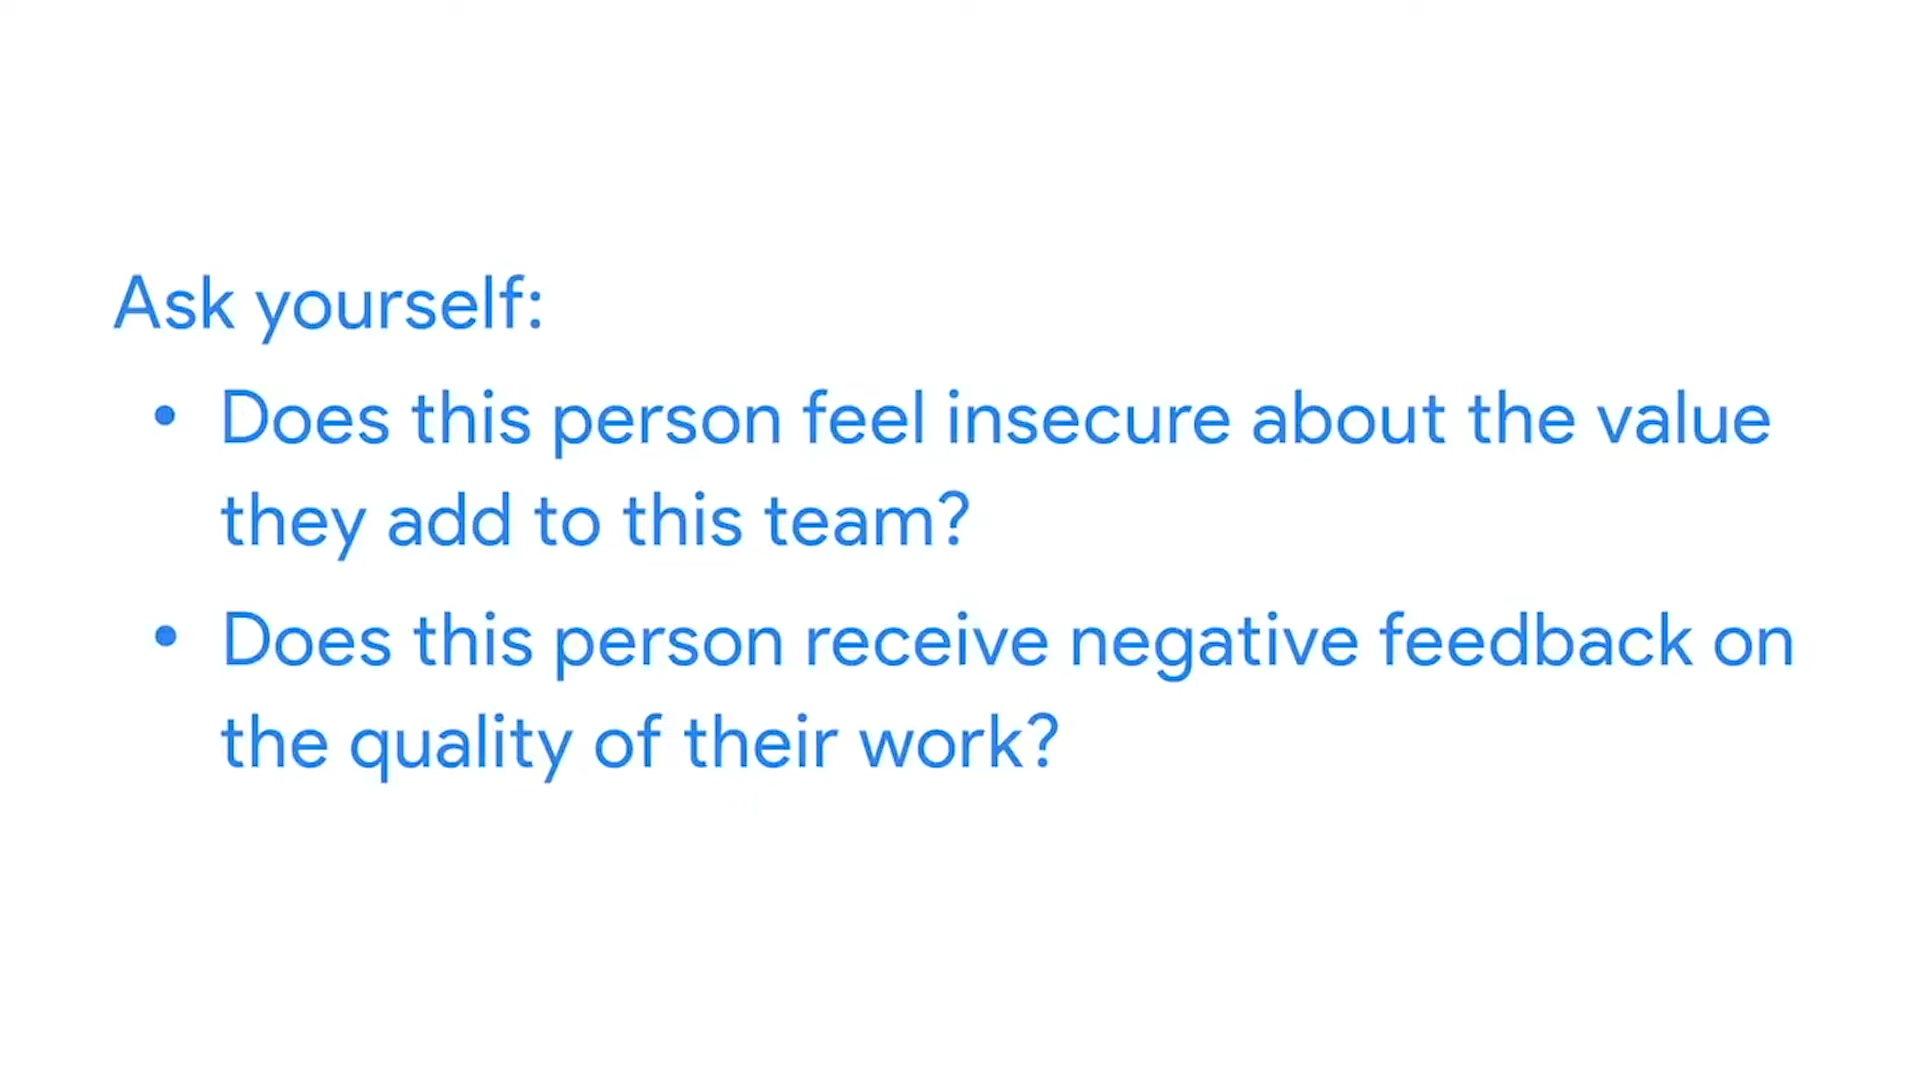 Ask yourself:
• Does this person feel insecure about the value
they add to this team?
• Does this person receive negative feedback on
the quality of their work?